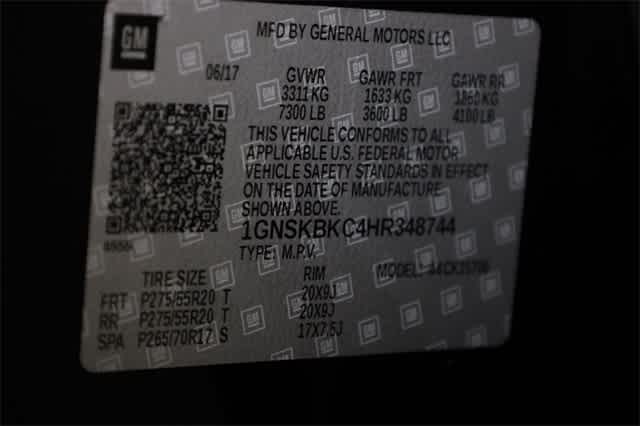 GM
MFD BY GENERAL MOTORS LLC
06/17 GVWR GAWR FRT GAWR RR
3311 KG 1633 KG 1860 KG
7300 LB 3600 LB 4100 LB
THIS VEHICLE CONFORMS TO ALL
APPLICABLE U.S. FEDERAL MOTOR
VEHICLE SAFETY STANDARDS IN EFFECT
ON THE DATE OF MANUFACTURE
SHOWN ABOVE.
1GNSKBKC4HR348744
TYPE: M.P.V.
TIRE SIZE RIM MODEL:
FRT P275/55R20 T 20X9J
RR P275/55R20 T 20X9J
SPA P265/70R17 S 17X7.5J